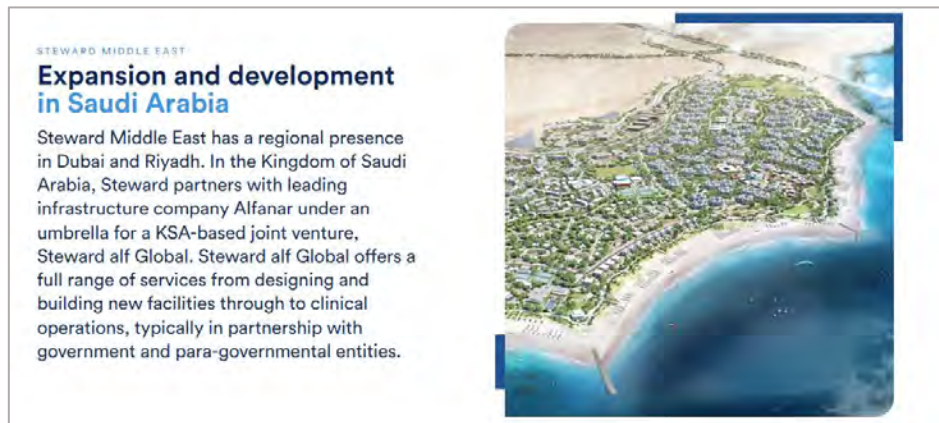 STEWARD MIDDLE EAST
Expansion and development
in Saudi Arabia
Steward Middle East has a regional presence
in Dubai and Riyadh. In the Kingdom of Saudi
Arabia, Steward partners with leading
infrastructure company Alfanar under an
umbrella for a KSA-based joint venture,
Steward alf Global. Steward alf Global offers a
full range of services from designing and
building new facilities through to clinical
operations, typically in partnership with
government and para-governmental entities.